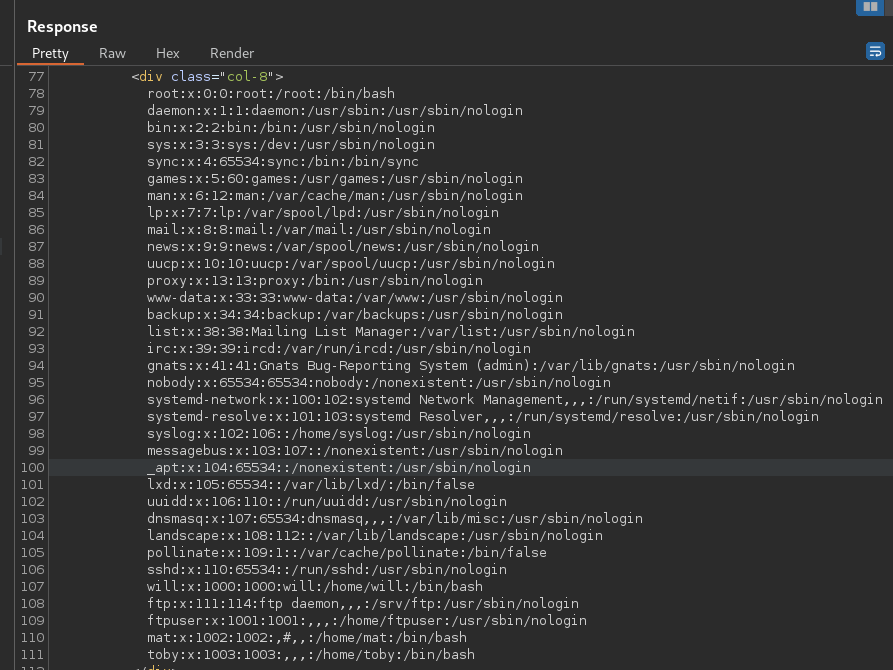 Response
Pretty Raw Hex Render
77 <div class="col-8">
78 root:x:0:0:root:/root:/bin/bash
79 daemon:x:1:1:daemon:/usr/sbin:/usr/sbin/nologin
80 bin:x:2:2:bin:/bin:/usr/sbin/nologin
81 sys:x:3:3:sys:/dev:/usr/sbin/nologin
82 sync:x:4:65534:sync:/bin:/bin/sync
83 games:x:5:60:games:/usr/games:/usr/sbin/nologin
84 man:x:6:12:man:/var/cache/man:/usr/sbin/nologin
85 lp:x:7:7:lp:/var/spool/lpd:/usr/sbin/nologin
86 mail:x:8:8:mail:/var/mail:/usr/sbin/nologin
87 news:x:9:9:news:/var/spool/news:/usr/sbin/nologin
88 uucp:x:10:10:uucp:/var/spool/uucp:/usr/sbin/nologin
89 proxy:x:13:13:proxy:/bin:/usr/sbin/nologin
90 www-data:x:33:33:www-data:/var/www:/usr/sbin/nologin
91 backup:x:34:34:backup:/var/backups:/usr/sbin/nologin
92 list:x:38:38:Mailing List Manager:/var/list:/usr/sbin/nologin
93 irc:x:39:39:ircd:/var/run/ircd:/usr/sbin/nologin
94 gnats:x:41:41:Gnats Bug-Reporting System (admin):/var/lib/gnats:/usr/sbin/nologin
95 nobody:x:65534:65534:nobody:/nonexistent:/usr/sbin/nologin
96 systemd-network:x:100:102:systemd Network Management,,,:/run/systemd/netif:/usr/sbin/nologin
97 systemd-resolve:x:101:103:systemd Resolver,,,:/run/systemd/resolve:/usr/sbin/nologin
98 syslog:x:102:106::/home/syslog:/usr/sbin/nologin
99 messagebus:x:103:107::/nonexistent:/usr/sbin/nologin
100 _apt:x:104:65534::/nonexistent:/usr/sbin/nologin
101 lxd:x:105:65534::/var/lib/lxd/:/bin/false
102 uuidd:x:106:110::/run/uuidd:/usr/sbin/nologin
103 dnsmasq:x:107:65534:dnsmasq,,,:/var/lib/misc:/usr/sbin/nologin
104 landscape:x:108:112::/var/lib/landscape:/usr/sbin/nologin
105 pollinate:x:109:1::/var/cache/pollinate:/bin/false
106 sshd:x:110:65534::/run/sshd:/usr/sbin/nologin
107 will:x:1000:1000:will:/home/will:/bin/bash
108 ftp:x:111:114:ftp daemon,,,:/srv/ftp:/usr/sbin/nologin
109 ftpuser:x:1001:1001:,,,:/home/ftpuser:/usr/sbin/nologin
110 mat:x:1002:1002:,#,,:/home/mat:/bin/bash
111 toby:x:1003:1003:,,,:/home/toby:/bin/bash